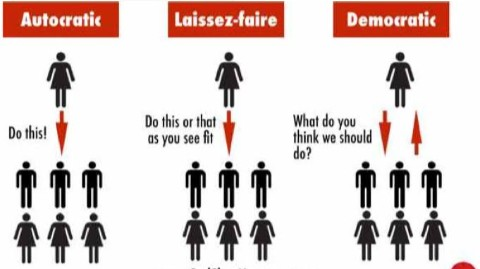 Autocratic
Laissez-faire
Democratic
Do this!
Do this or that
as you see fit
What do you
think we should
do?